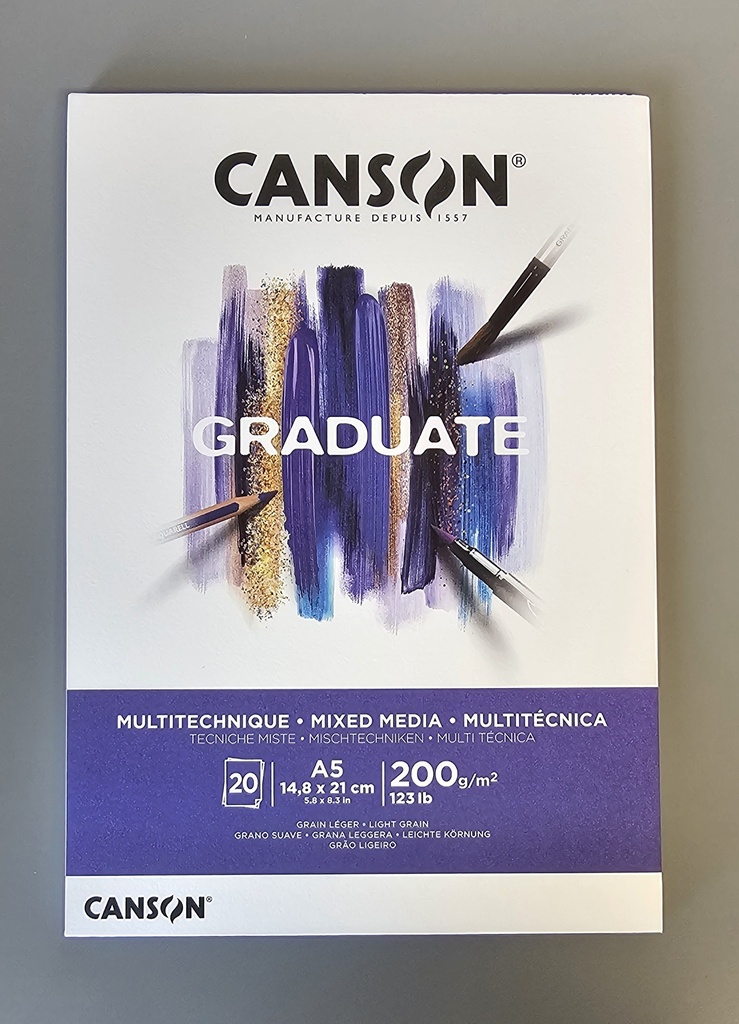 CANSON®
MANUFACTURE DEPUIS 1557
GRA
GRADUATE
MULTITECHNIQUE • MIXED MEDIA • MULTITÉCNICA
TECNICHE MISTE • MISCHTECHNIKEN • MULTI TÉCNICA
20
A5
14,8 x 21 cm
5.8 x 8.3 in
200 g/m²
123 lb
GRAIN LÉGER • LIGHT GRAIN
GRANO SUAVE • GRANA LEGGERA • LEICHTE KÖRNUNG
GRÃO LIGEIRO
CANSON®